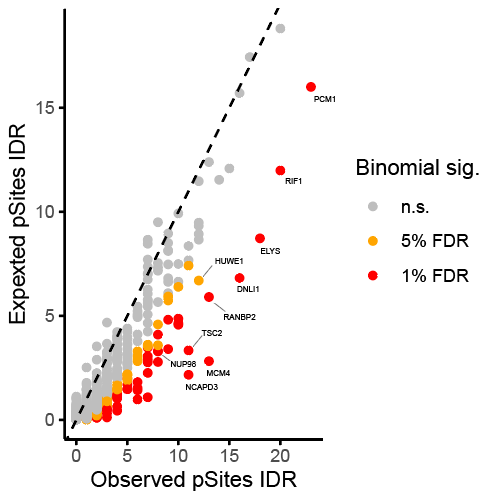 Expexted pSites IDR
15
10
5
0
0
5
10
15
20
Observed pSites IDR
PCM1
RIF1
ELYS
HUWE1
DNLI1
RANBP2
TSC2
NUP98
MCM4
NCAPD3
Binomial sig.
n.s.
5% FDR
1% FDR